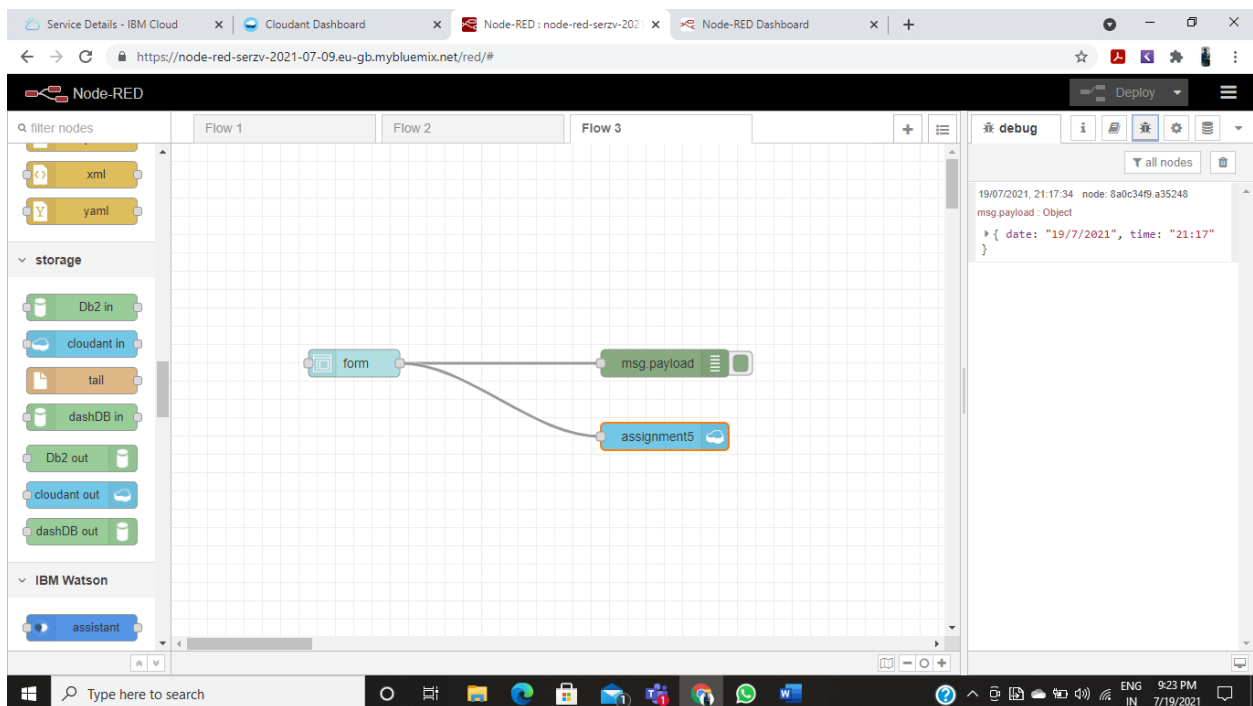 Service Details - IBM Cloud
Cloudant Dashboard
Node-RED : node-red-serzv-202
Node-RED Dashboard
https://node-red-serzv-2021-07-09.eu-gb.mybluemix.net/red/#
Node-RED
Deploy
filter nodes
Flow 1
Flow 2
Flow 3
debug
i
all nodes
xml
yaml
storage
Db2 in
cloudant in
tail
dashDB in
Db2 out
cloudant out
dashDB out
IBM Watson
assistant
form
msg.payload
assignment5
19/07/2021, 21:17:34 node: 8a0c34f9.a35248
msg.payload : Object
{ date: "19/7/2021", time: "21:17"
}
Type here to search
ENG
IN
9:23 PM
7/19/2021